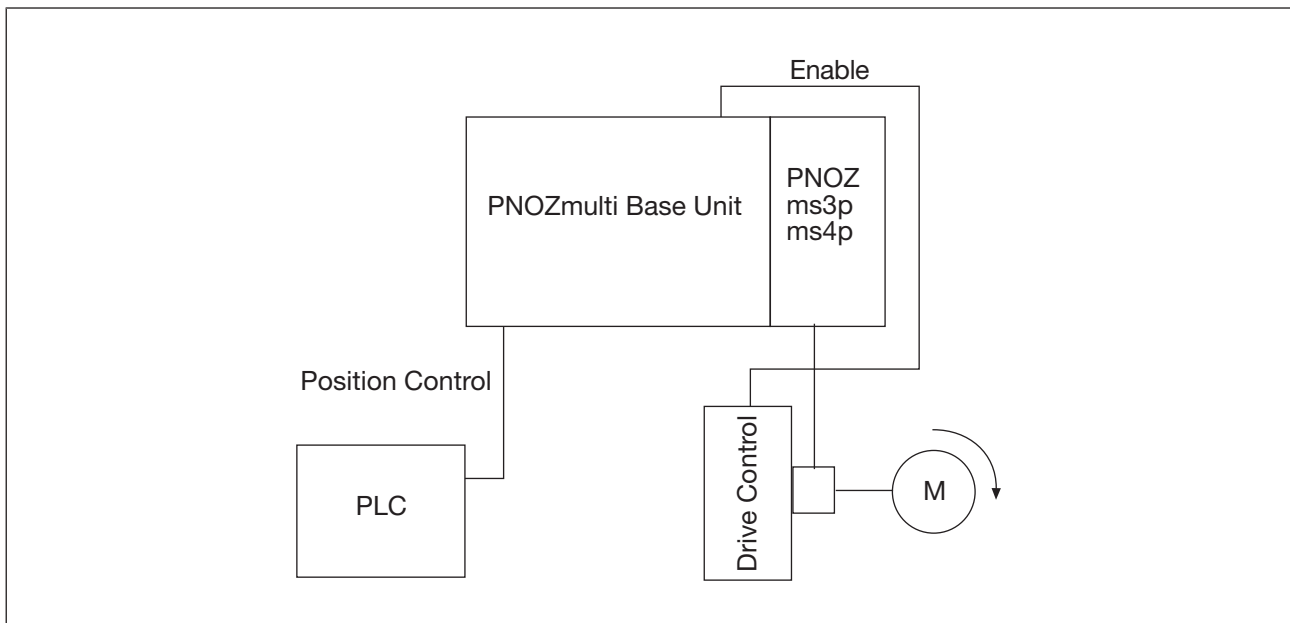 Enable
PNOZmulti Base Unit
PNOZ
ms3p
ms4p
Position Control
PLC
Drive Control
M